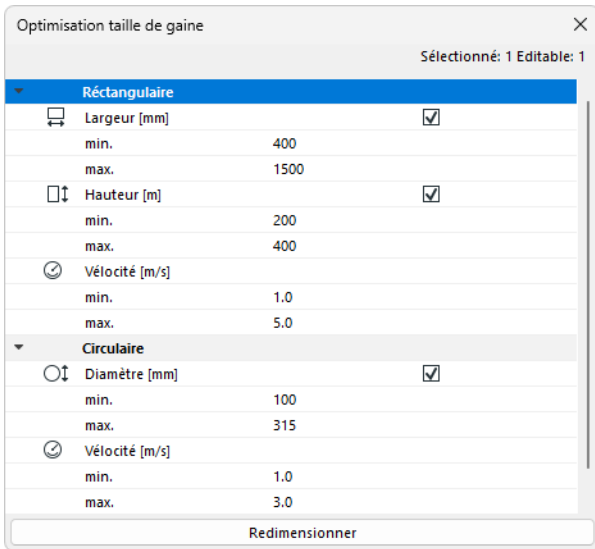 Optimisation taille de gaine
Sélectionné: 1 Editable: 1
Réctangulaire
Largeur [mm]
min. 400
max. 1500
Hauteur [m]
min. 200
max. 400
Vélocité [m/s]
min. 1.0
max. 5.0
Circulaire
Diamètre [mm]
min. 100
max. 315
Vélocité [m/s]
min. 1.0
max. 3.0
Redimensionner